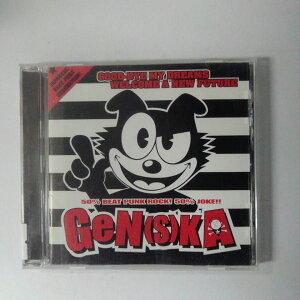 GOOD-BYE MY DREAMS
WELCOME A NEW FUTURE
50% BEAT PUNK ROCK! 50% JOKE!!
GeN(S)KA